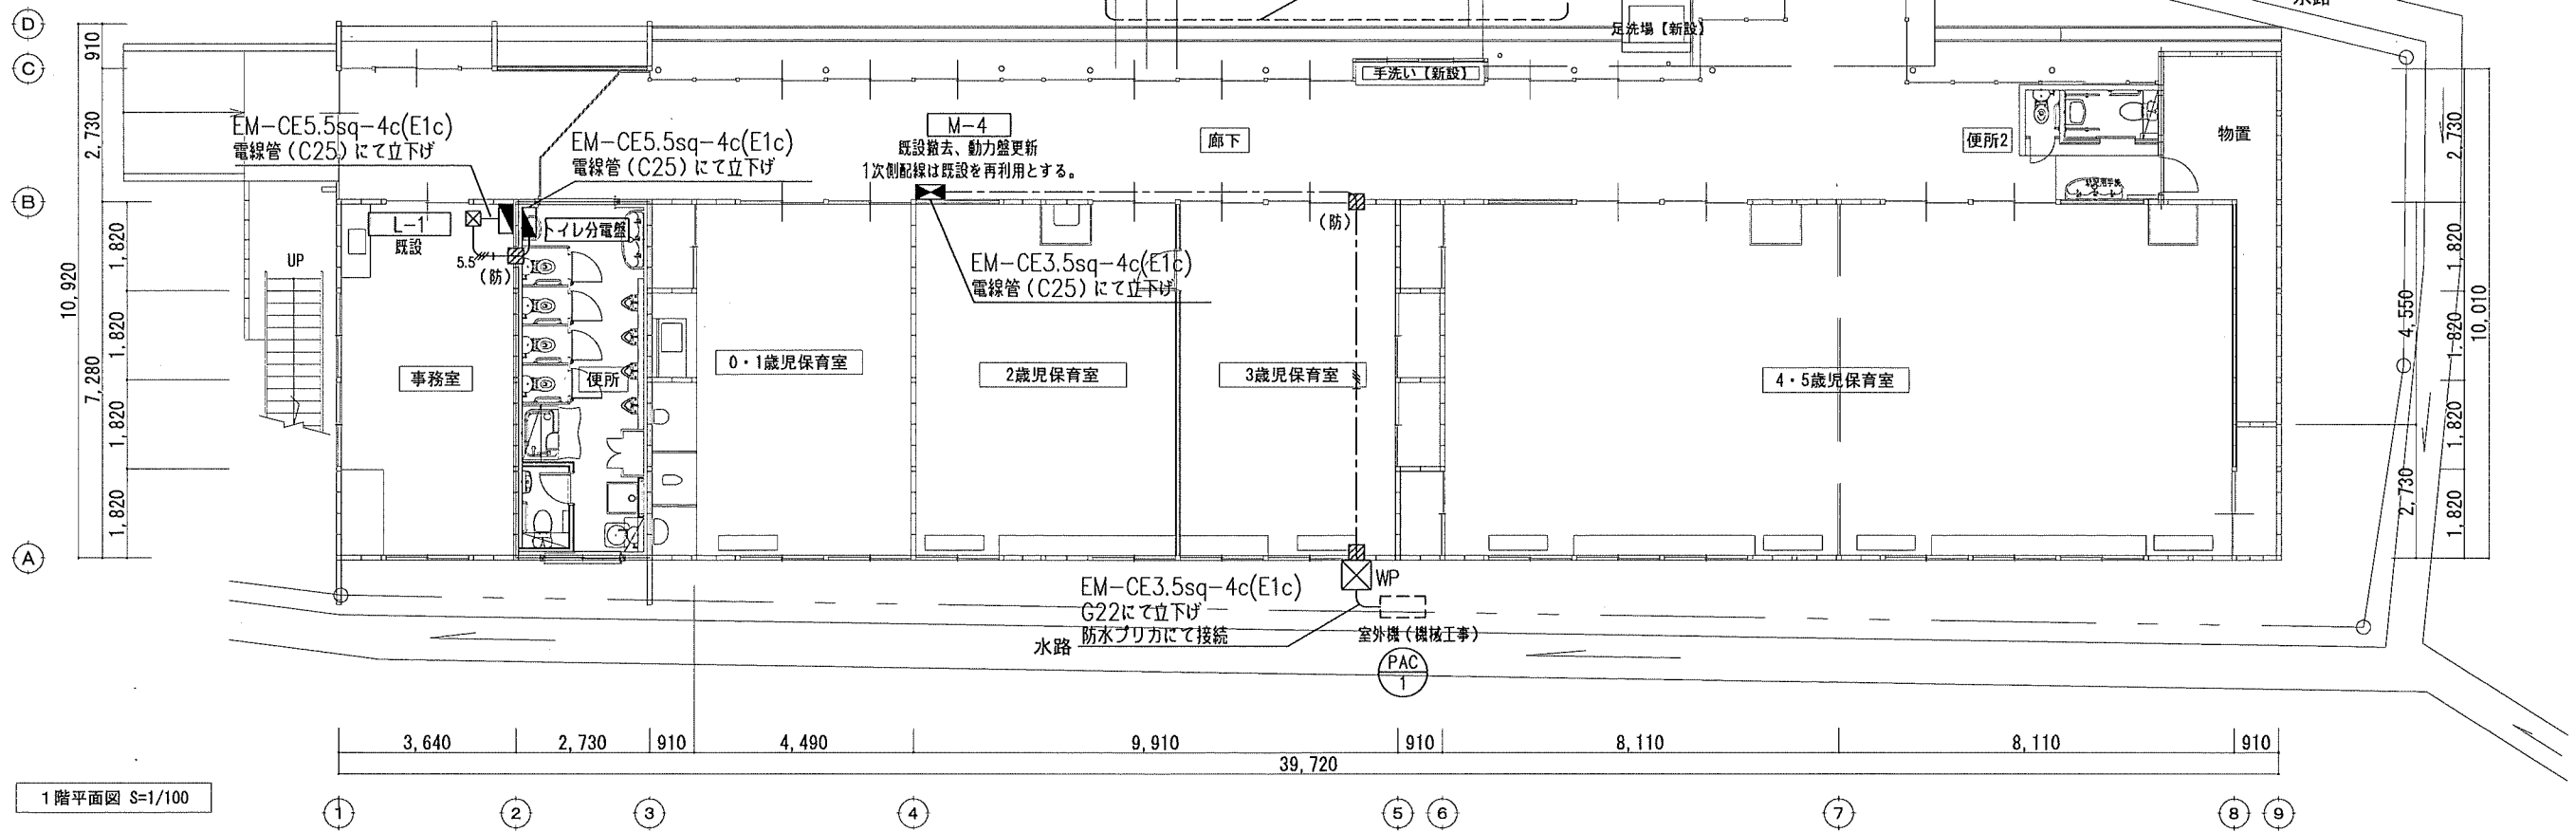 水路
足洗場【新設】
手洗い【新設】
D
C
B
A
910
2,730
10,920
7,280
1,820
1,820
1,820
1,820
EM-CE5.5sq-4c(E1c)
電線管(C25)にて立下げ
EM-CE5.5sq-4c(E1c)
電線管(C25)にて立下げ
M-4
既設撤去、動力盤更新
1次側配線は既設を再利用とする。
廊下
便所2
物置
L-1
既設
5.5
(防)
トイレ分電盤
(防)
UP
EM-CE3.5sq-4c(E1c)
電線管(C25)にて立下げ
事務室
便所
0・1歳児保育室
2歳児保育室
3歳児保育室
4・5歳児保育室
2,730
1,820
1,820
1,820
1,820
4,550
2,730
10,010
EM-CE3.5sq-4c(E1c)
G22にて立下げ
防水プリカにて接続
WP
水路
室外機(機械工事)
PAC
1
3,640
2,730
910
4,490
9,910
910
8,110
8,110
910
39,720
1階平面図 S=1/100
1
2
3
4
5
6
7
8
9